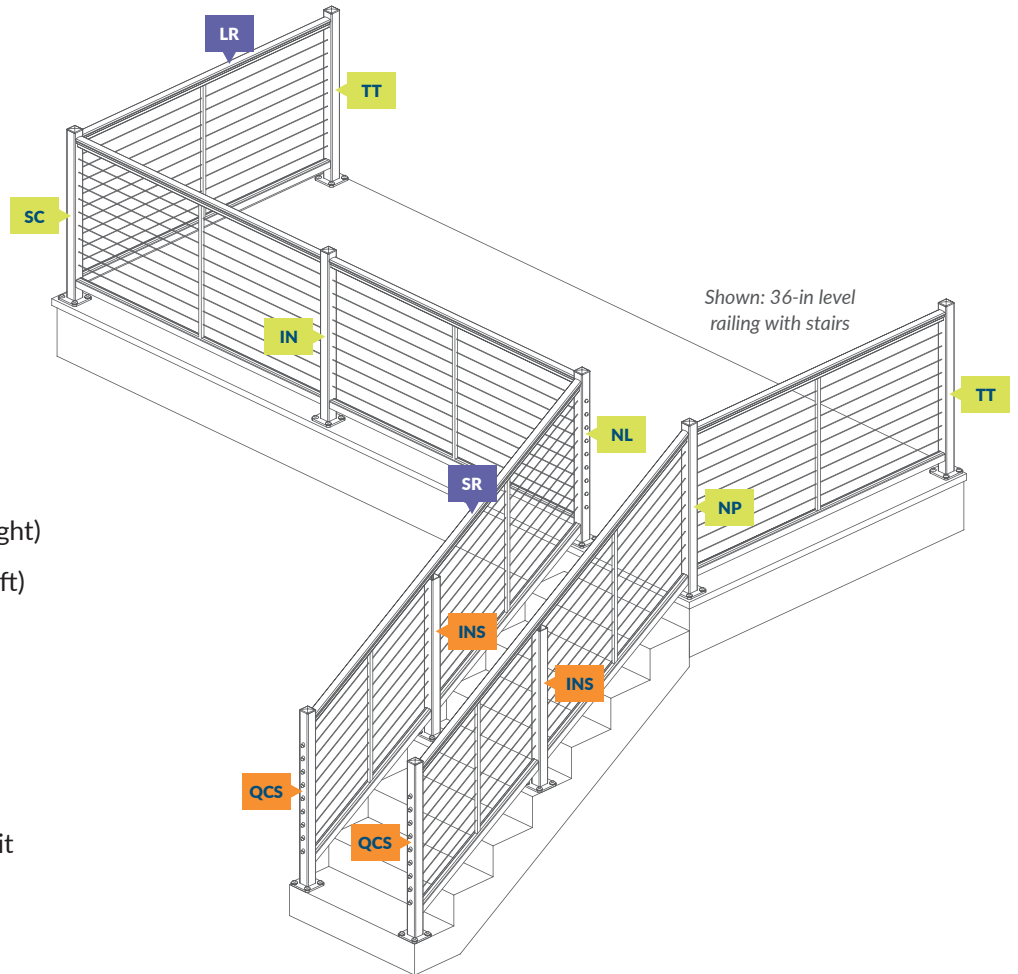 LR
TT
SC
Shown: 36-in level
railing with stairs
IN
TT
NL
SR
NP
ght)
ft)
INS
INS
QCS
QCS
it